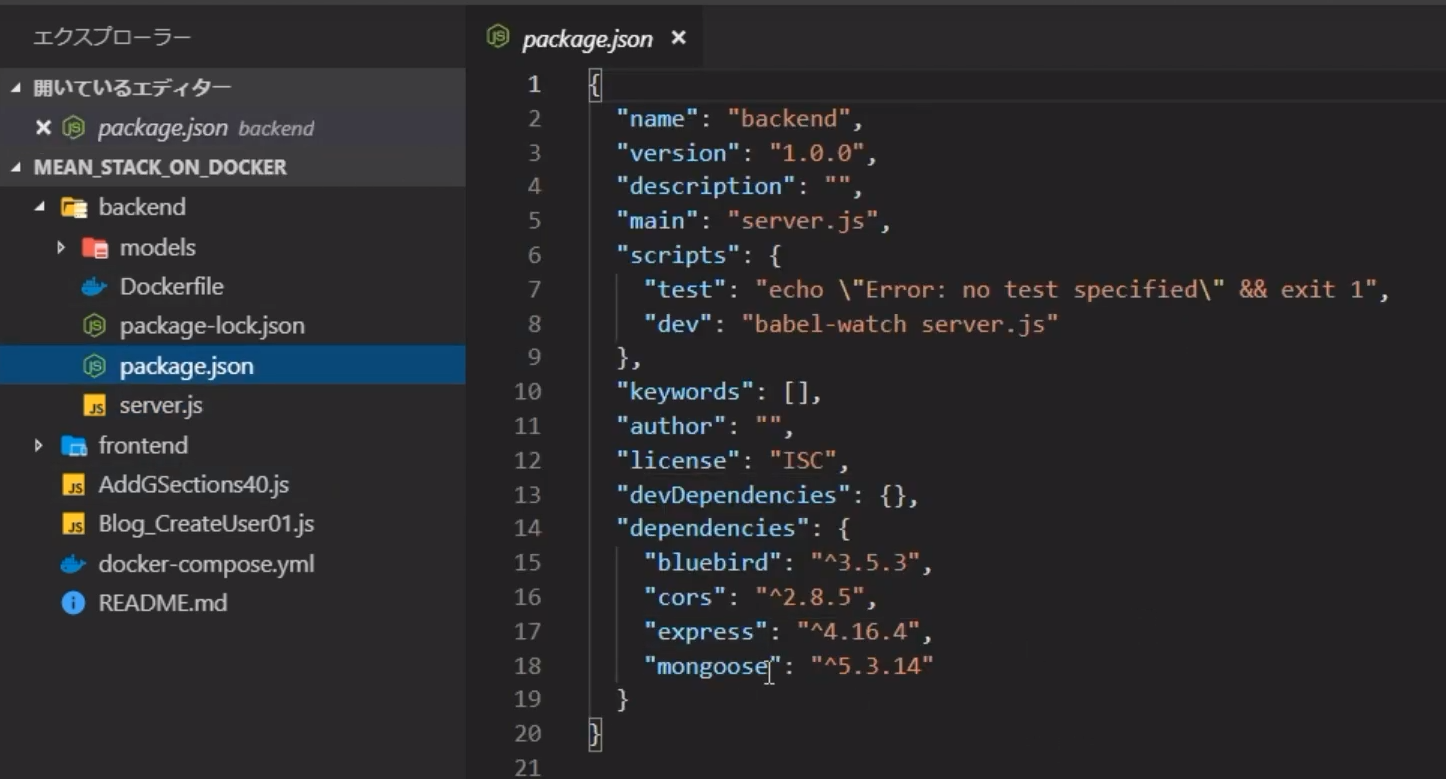 エクスプローラー
開いているエディター
package.json backend
MEAN_STACK_ON_DOCKER
backend
models
Dockerfile
package-lock.json
package.json
server.js
frontend
AddGSections40.js
Blog_CreateUser01.js
docker-compose.yml
README.md
package.json
1 {
2 "name": "backend",
3 "version": "1.0.0",
4 "description": "",
5 "main": "server.js",
6 "scripts": {
7 "test": "echo \"Error: no test specified\" && exit 1",
8 "dev": "babel-watch server.js"
9 },
10 "keywords": [],
11 "author": "",
12 "license": "ISC",
13 "devDependencies": {},
14 "dependencies": {
15 "bluebird": "^3.5.3",
16 "cors": "^2.8.5",
17 "express": "^4.16.4",
18 "mongoose": "^5.3.14"
19 }
20 }
21